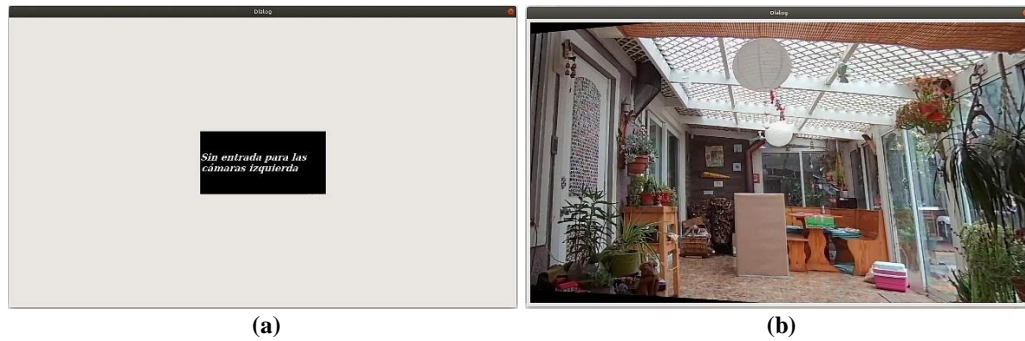 Dialog
Dialog
Sin entrada para las
cámaras izquierda
(a)
(b)